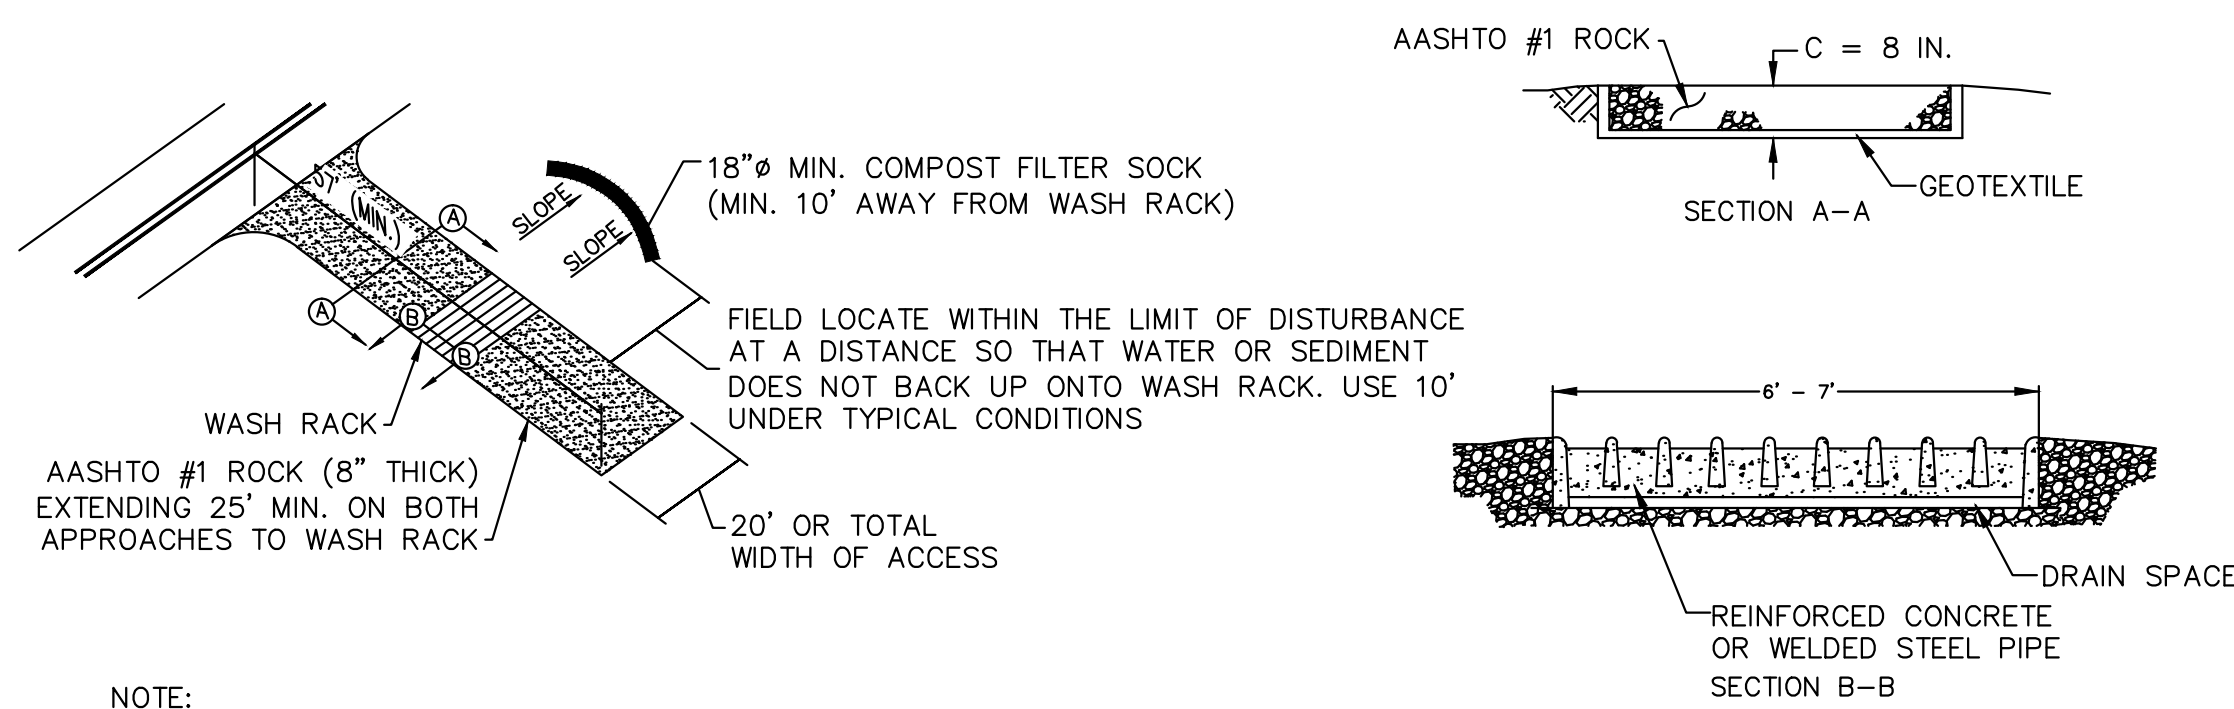 AASHTO #1 ROCK
C = 8 IN.
GEOTEXTILE
SECTION A-A
(MIN.)
A
A
B
B
SLOPE
SLOPE
18"ø MIN. COMPOST FILTER SOCK
(MIN. 10' AWAY FROM WASH RACK)
FIELD LOCATE WITHIN THE LIMIT OF DISTURBANCE
AT A DISTANCE SO THAT WATER OR SEDIMENT
DOES NOT BACK UP ONTO WASH RACK. USE 10'
UNDER TYPICAL CONDITIONS
WASH RACK
AASHTO #1 ROCK (8" THICK)
EXTENDING 25' MIN. ON BOTH
APPROACHES TO WASH RACK
20' OR TOTAL
WIDTH OF ACCESS
6' - 7'
DRAIN SPACE
REINFORCED CONCRETE
OR WELDED STEEL PIPE
SECTION B-B
NOTE: